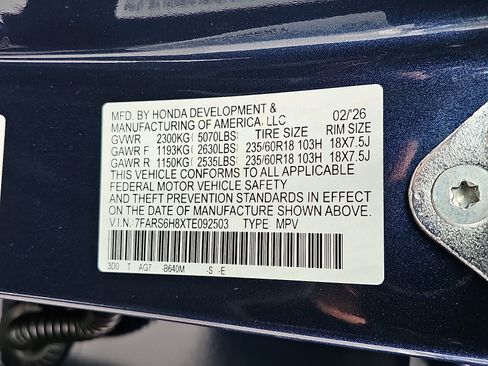 MFD. BY HONDA DEVELOPMENT & 02/'26
MANUFACTURING OF AMERICA, LLC
GVWR 2300KG( 5070LBS) TIRE SIZE RIM SIZE
GAWR F 1193KG( 2630LBS) 235/60R18 103H 18X7.5J
GAWR R 1150KG( 2535LBS) 235/60R18 103H 18X7.5J
THIS VEHICLE CONFORMS TO ALL APPLICABLE
FEDERAL MOTOR VEHICLE SAFETY
AND THEFT PREVENTION STANDARDS IN EFFECT
ON THE DATE OF MANUFACTURE SHOWN ABOVE.
V.I.N.: 7FARS6H8XTE092503 TYPE MPV
3D0 T AG7 -B640M -S -E